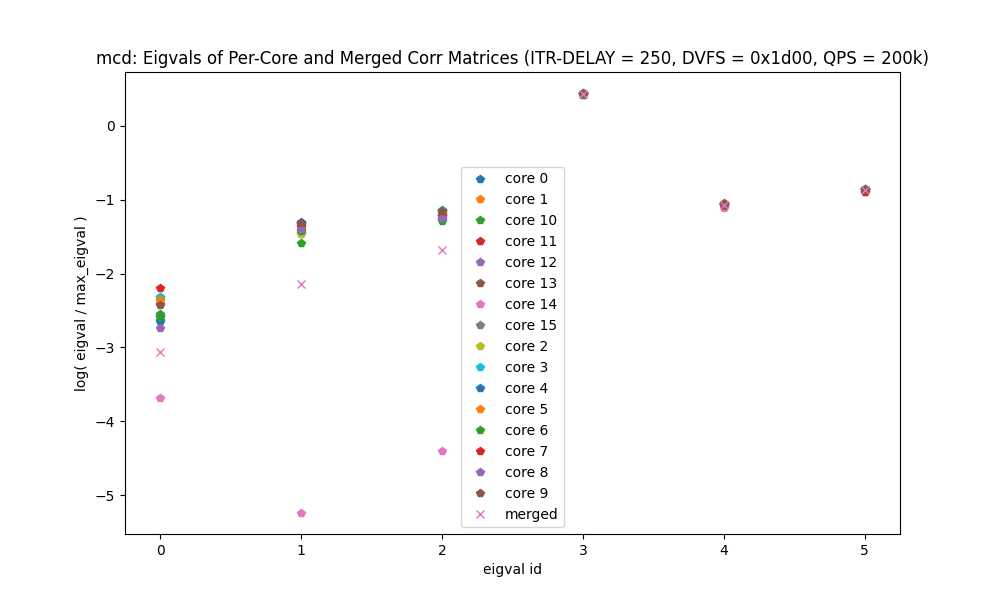 mcd: Eigvals of Per-Core and Merged Corr Matrices (ITR-DELAY = 250, DVFS = 0x1d00, QPS = 200k)
log( eigval / max_eigval )
0
−1
−2
−3
−4
−5
core 0
core 1
core 10
core 11
core 12
core 13
core 14
core 15
core 2
core 3
core 4
core 5
core 6
core 7
core 8
core 9
merged
0 1 2 3 4 5
eigval id